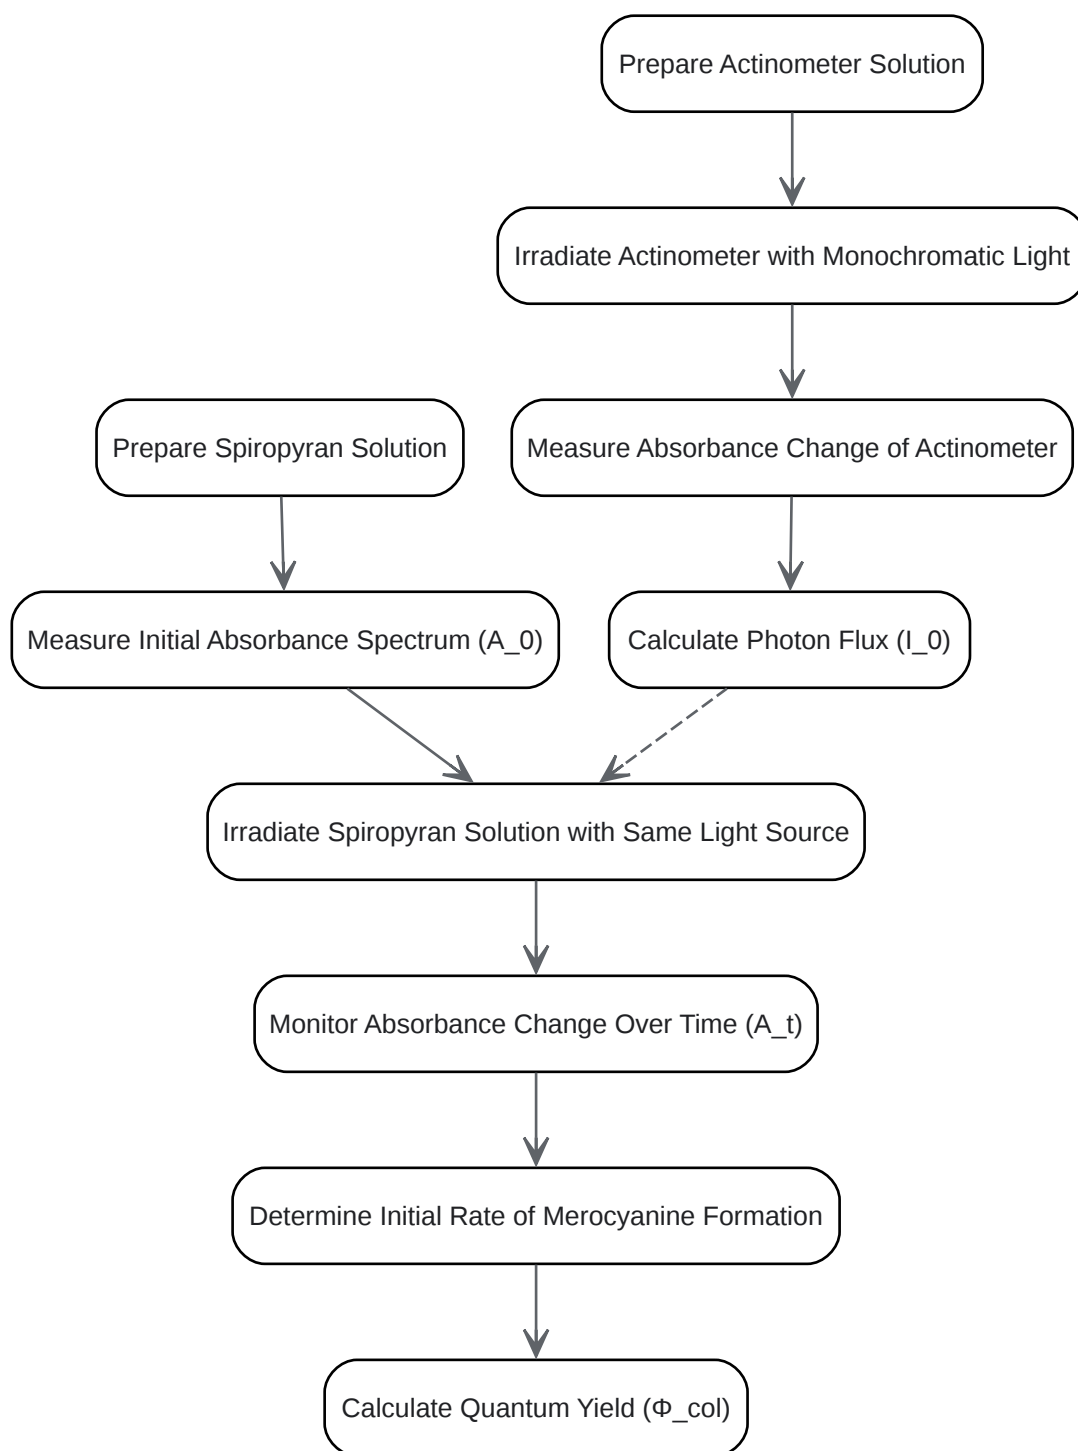 Prepare Actinometer Solution
Irradiate Actinometer with Monochromatic Light
Prepare Spiropyran Solution
Measure Absorbance Change of Actinometer
Measure Initial Absorbance Spectrum (A_0)
Calculate Photon Flux (I_0)
Irradiate Spiropyran Solution with Same Light Source
Monitor Absorbance Change Over Time (A_t)
Determine Initial Rate of Merocyanine Formation
Calculate Quantum Yield (Φ_col)